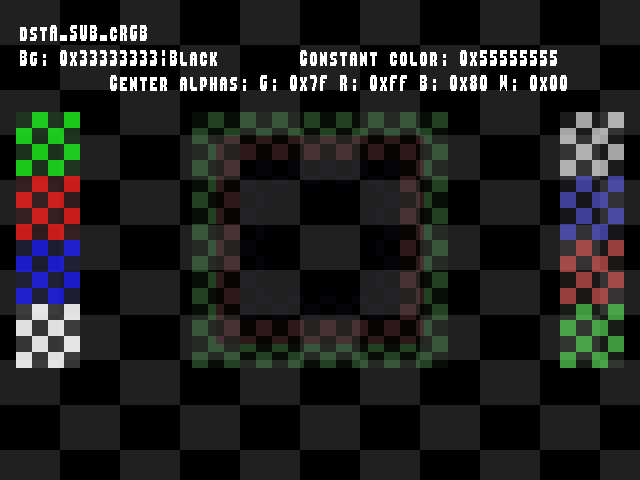 dstA_SUB_cRGB
Bg: 0x33333333¦Black Constant color: 0x55555555
Center alphas: G: 0x7f R: 0xff B: 0x80 W: 0x00